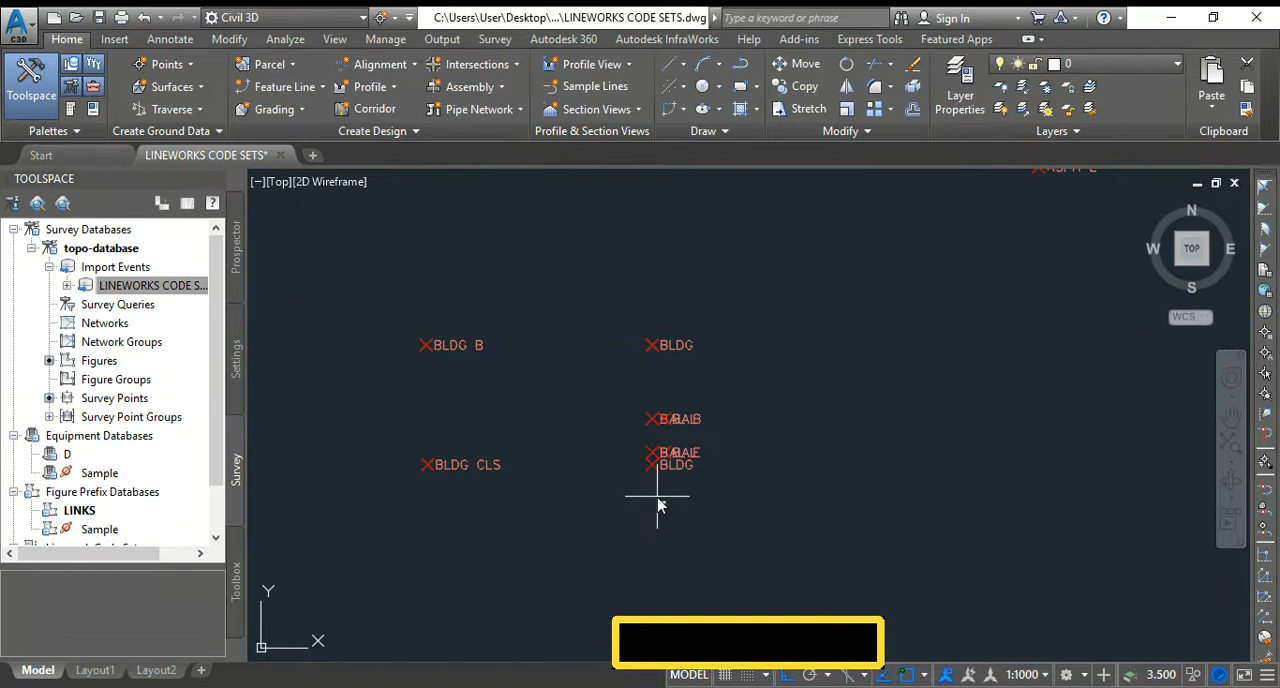 A
C3D
Civil 3D
C:\Users\User\Desktop\...\LINEWORKS CODE SETS.dwg
Type a keyword or phrase
Sign In
?
Home
Insert
Annotate
Modify
Analyze
View
Manage
Output
Survey
Autodesk 360
Autodesk InfraWorks
Help
Add-ins
Express Tools
Featured Apps
Toolspace
Palettes
Points
Surfaces
Traverse
Create Ground Data
Parcel
Feature Line
Grading
Alignment
Profile
Corridor
Intersections
Assembly
Pipe Network
Create Design
Profile View
Sample Lines
Section Views
Profile & Section Views
Draw
Move
Copy
Stretch
Modify
Layer
Properties
0
Layers
Paste
Clipboard
Start
LINEWORKS CODE SETS*
TOOLSPACE
?
Survey Databases
topo-database
Import Events
LINEWORKS CODE S...
Survey Queries
Networks
Network Groups
Figures
Figure Groups
Survey Points
Survey Point Groups
Equipment Databases
D
Sample
Figure Prefix Databases
LINKS
Sample
Prospector
Settings
Survey
Toolbox
[−][Top][2D Wireframe]
BLDG B
BLDG
BLDG CLS
BLDG
N
W
TOP
E
S
WCS
Y
X
Model
Layout1
Layout2
+
MODEL
1:1000
3.500